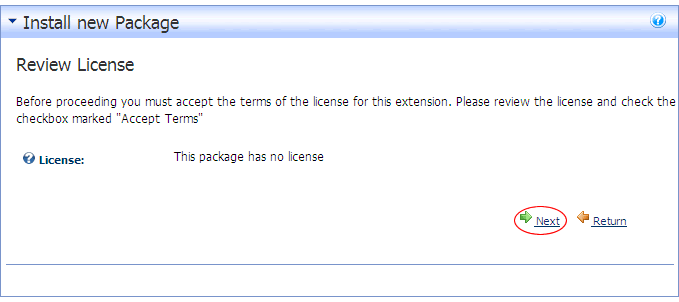 Install new Package
Review License
Before proceeding you must accept the terms of the license for this extension. Please review the license and check the
checkbox marked "Accept Terms"
License: This package has no license
Next Return